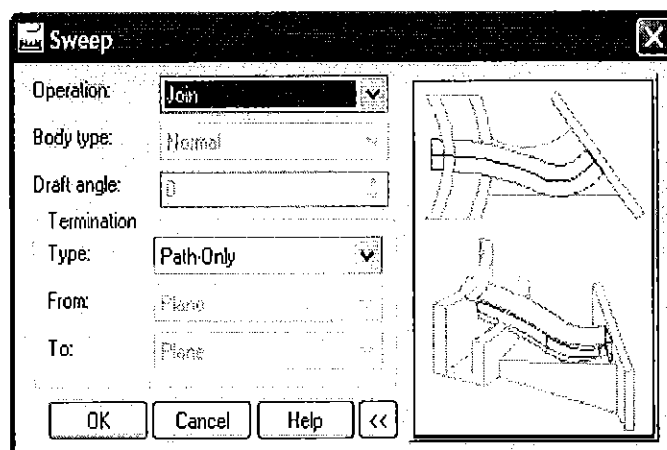 Sweep
Operation: Join
Body type: Normal
Draft angle: 0
Termination
Type: Path-Only
From: Plane
To: Plane
OK Cancel Help <<